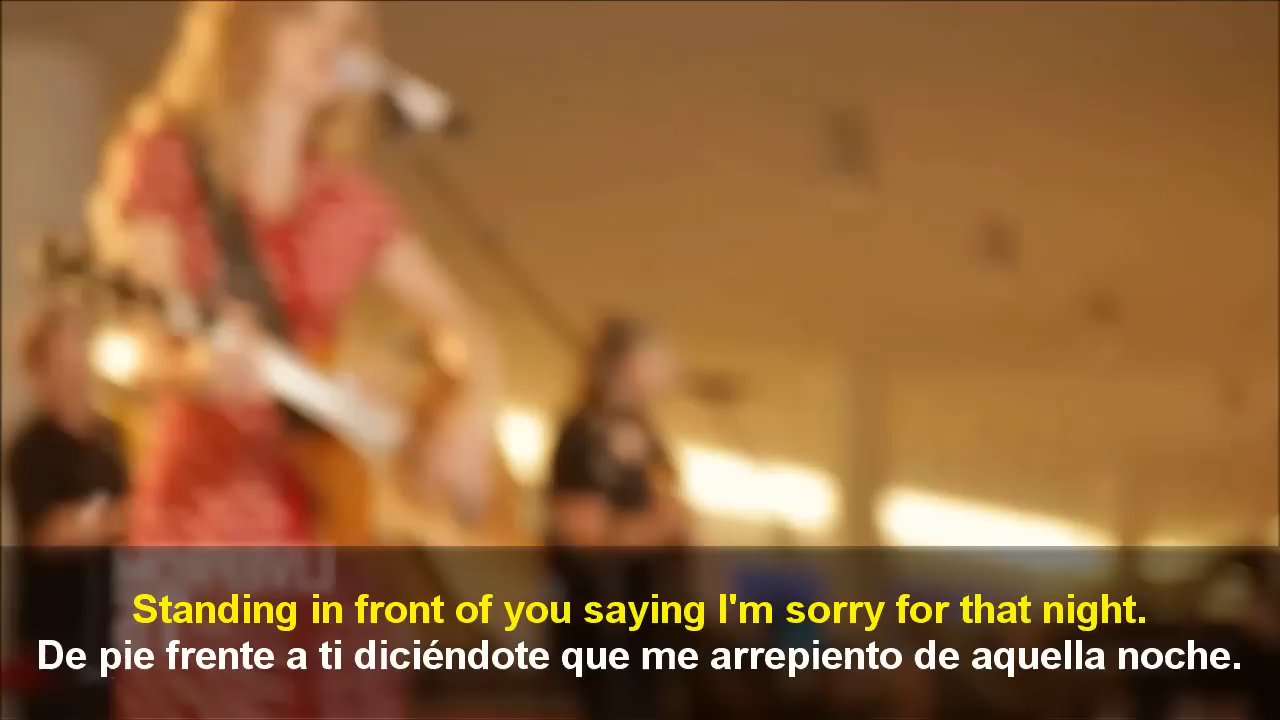 Standing in front of you saying I'm sorry for that night.
De pie frente a ti diciéndote que me arrepiento de aquella noche.